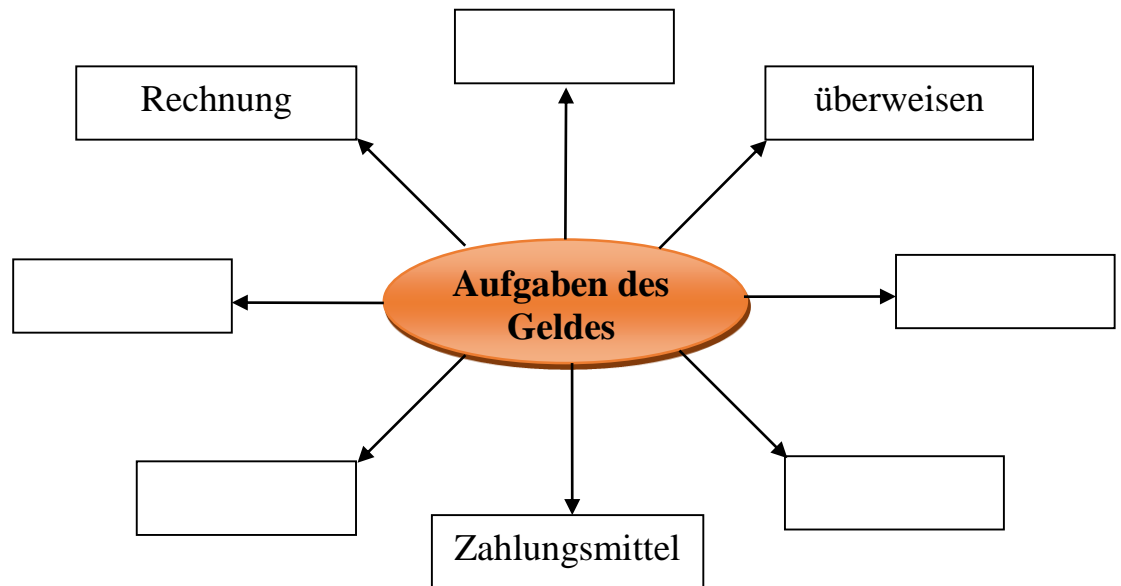 Rechnung
überweisen
Aufgaben des
Geldes
Zahlungsmittel